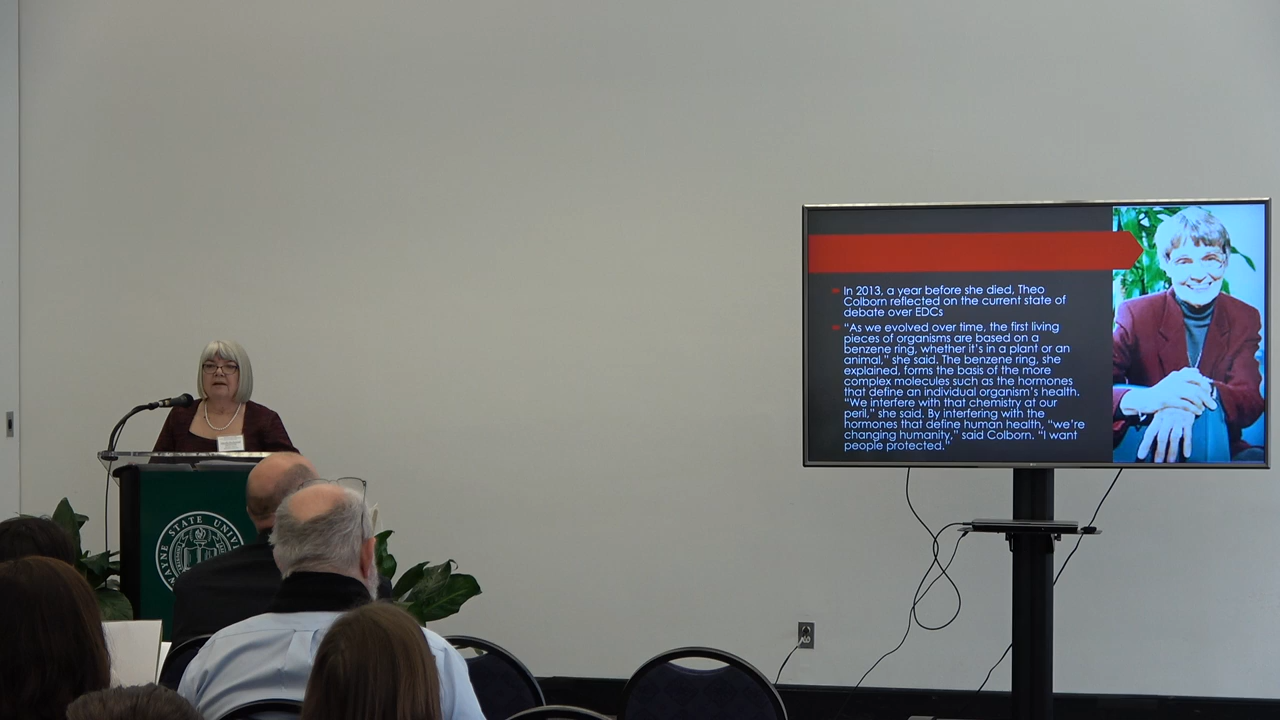 In 2013, a year before she died, Theo
Colborn reflected on the current state of
debate over EDCs
“As we evolved over time, the first living
pieces of organisms are based on a
benzene ring, whether it’s in a plant or an
animal,” she said. The benzene ring, she
explained, forms the basis of the more
complex molecules such as the hormones
that define an individual organism’s health.
“We interfere with that chemistry at our
peril,” she said. By interfering with the
hormones that define human health, “we’re
changing humanity,” said Colborn. “I want
people protected.”
WAYNE STATE UNIV